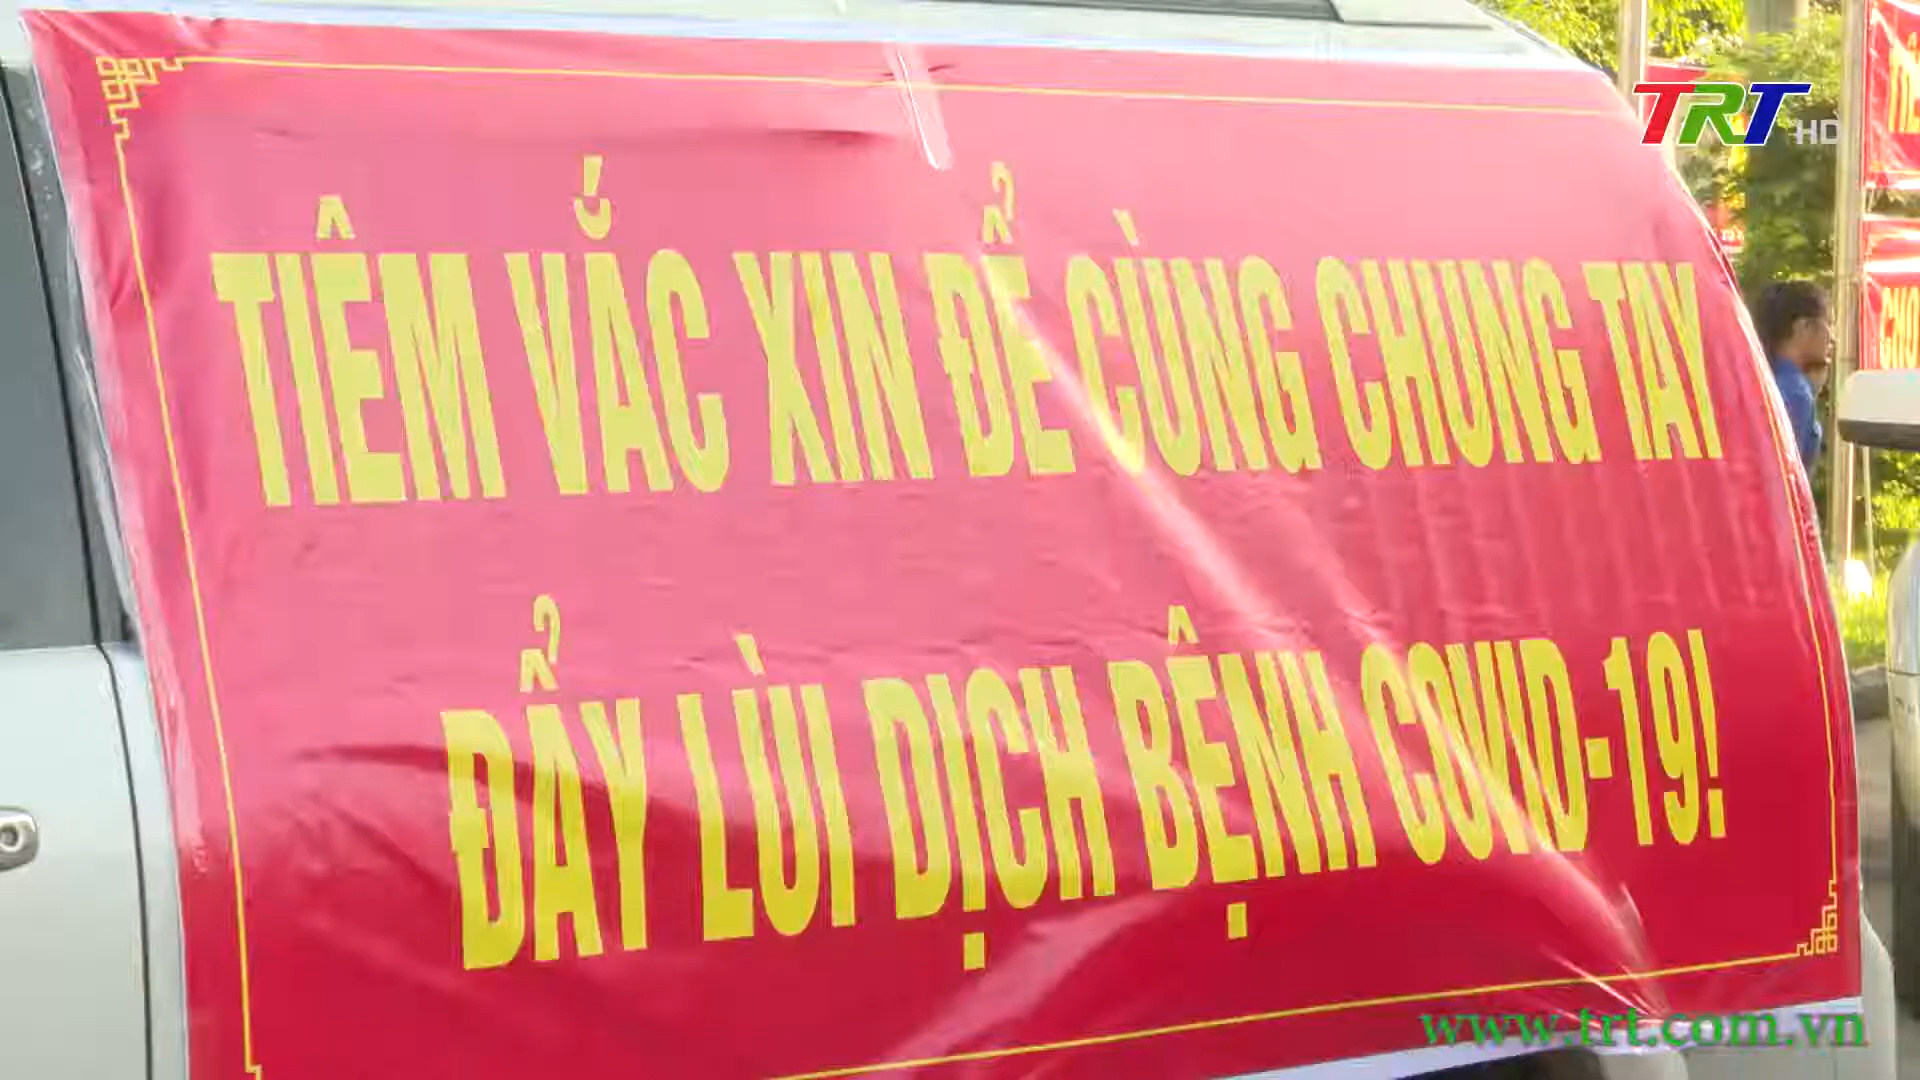 TRT HD
TIÊM VẮC XIN ĐỂ CÙNG CHUNG TAY
ĐẨY LÙI DỊCH BỆNH COVID-19!
www.trt.com.vn